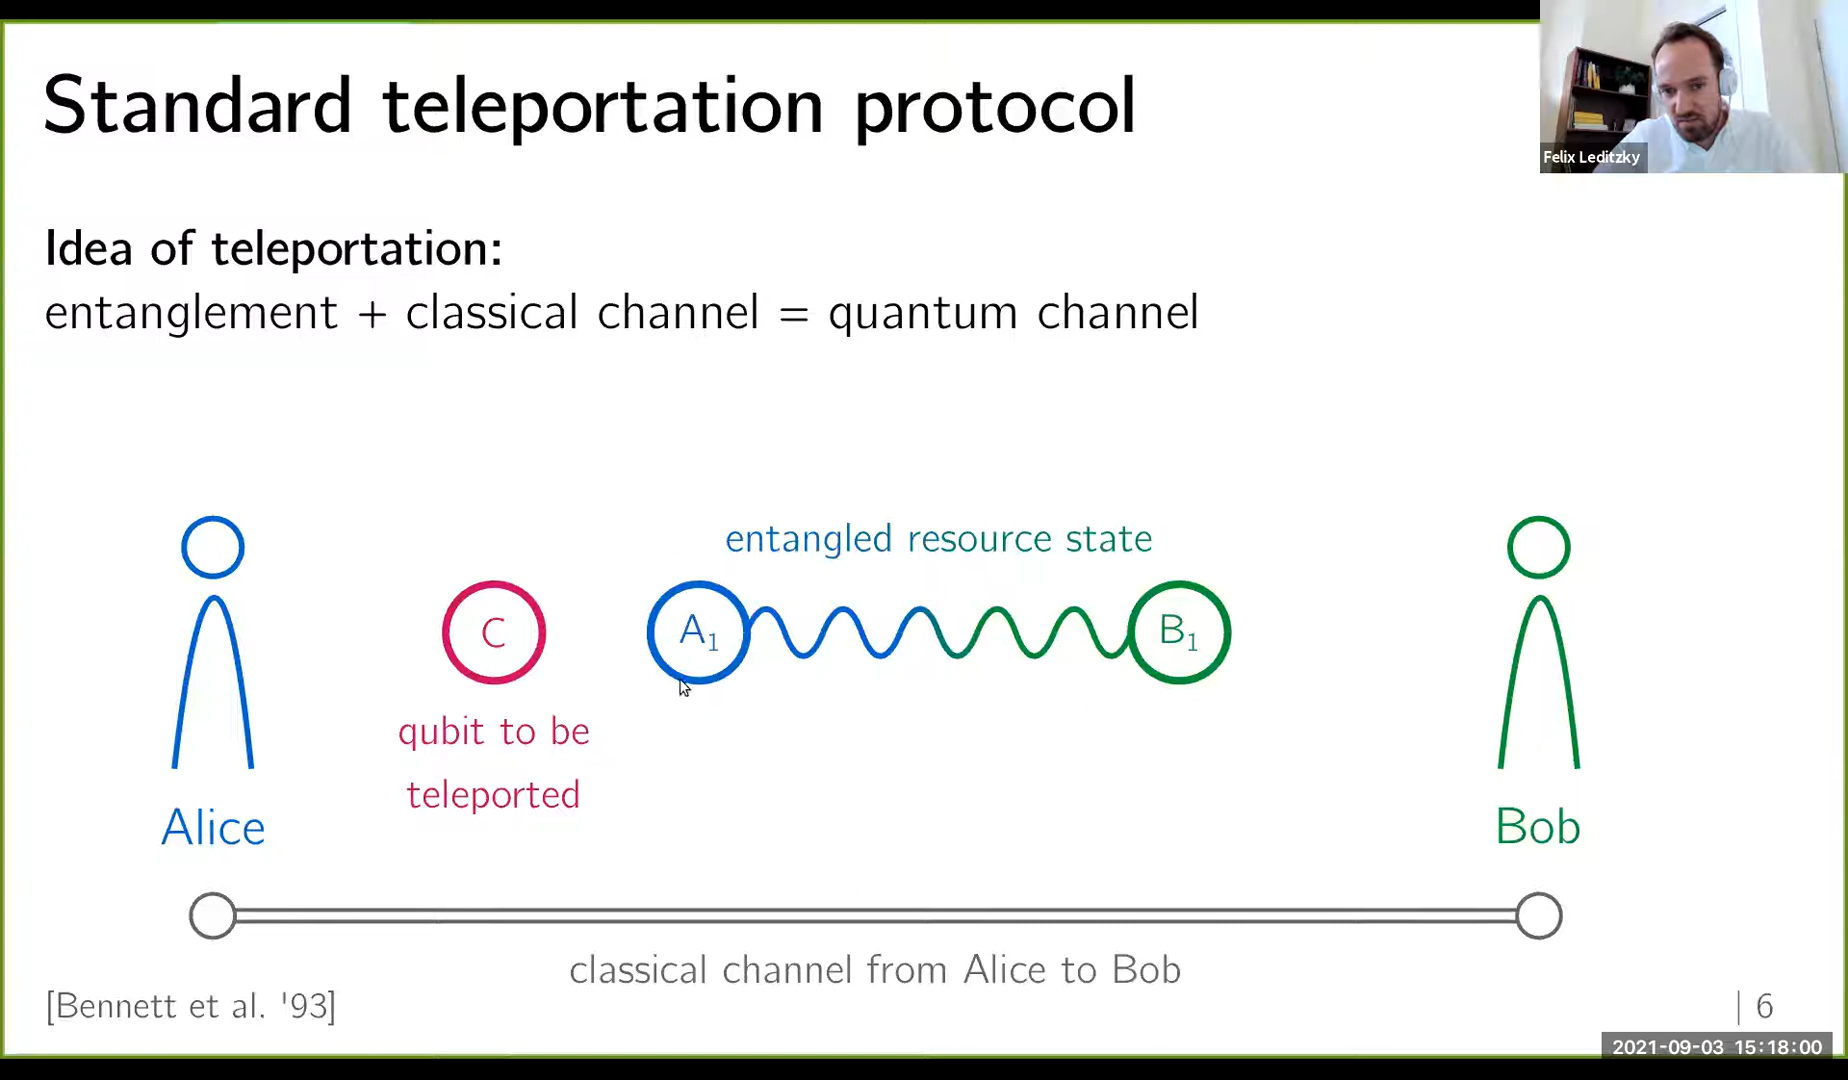 Standard teleportation protocol
Felix Leditzky
Idea of teleportation:
entanglement + classical channel = quantum channel
entangled resource state
C
A₁
B₁
qubit to be
teleported
Alice
Bob
classical channel from Alice to Bob
[Bennett et al. '93]
| 6
2021-09-03 15:18:00